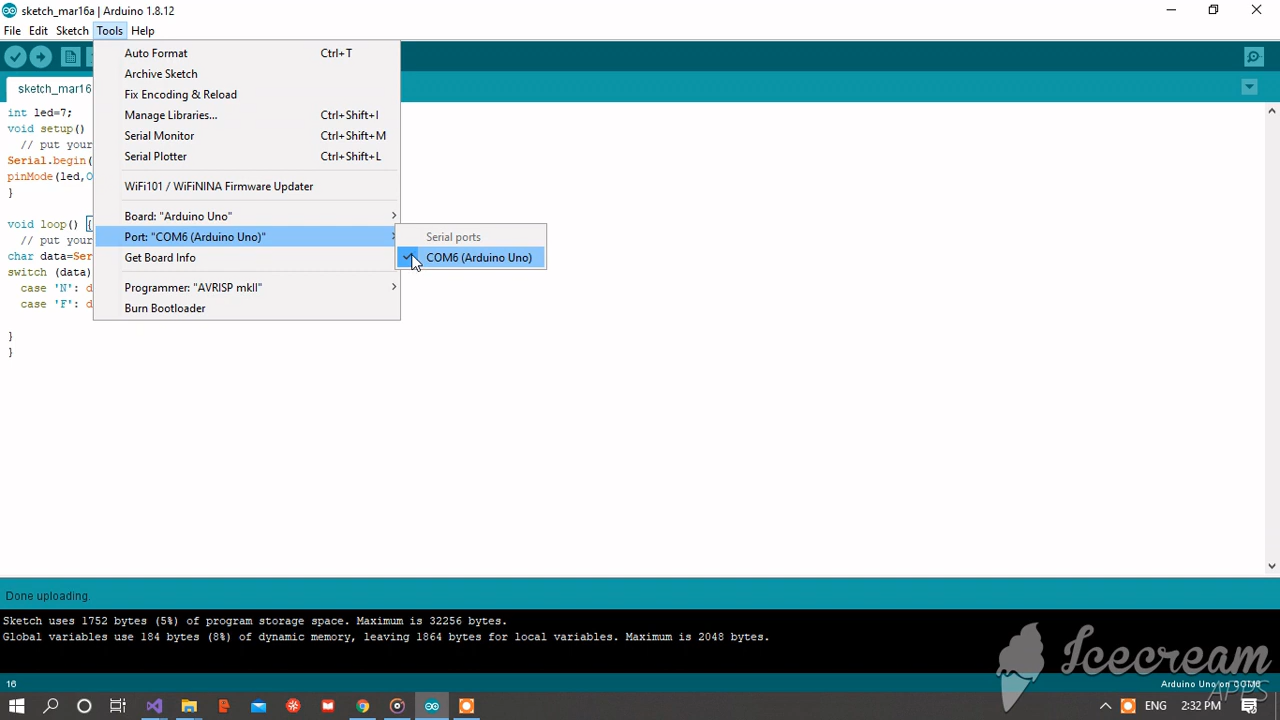 sketch_mar16a | Arduino 1.8.12
File Edit Sketch Tools Help
Auto Format Ctrl+T
Archive Sketch
Fix Encoding & Reload
Manage Libraries... Ctrl+Shift+I
Serial Monitor Ctrl+Shift+M
Serial Plotter Ctrl+Shift+L
WiFi101 / WiFiNINA Firmware Updater
Board: "Arduino Uno"
Port: "COM6 (Arduino Uno)"
Get Board Info
Programmer: "AVRISP mkII"
Burn Bootloader
Serial ports
COM6 (Arduino Uno)
sketch_mar16
int led=7;
void setup()
// put your
Serial.begin(
pinMode(led,O
}
void loop() {
// put your
char data=Ser
switch (data)
case 'N': d
case 'F': d
}
}
Done uploading.
Sketch uses 1752 bytes (5%) of program storage space. Maximum is 32256 bytes.
Global variables use 184 bytes (8%) of dynamic memory, leaving 1864 bytes for local variables. Maximum is 2048 bytes.
Icecream
APPS
16 Arduino Uno on COM6
ENG 2:32 PM